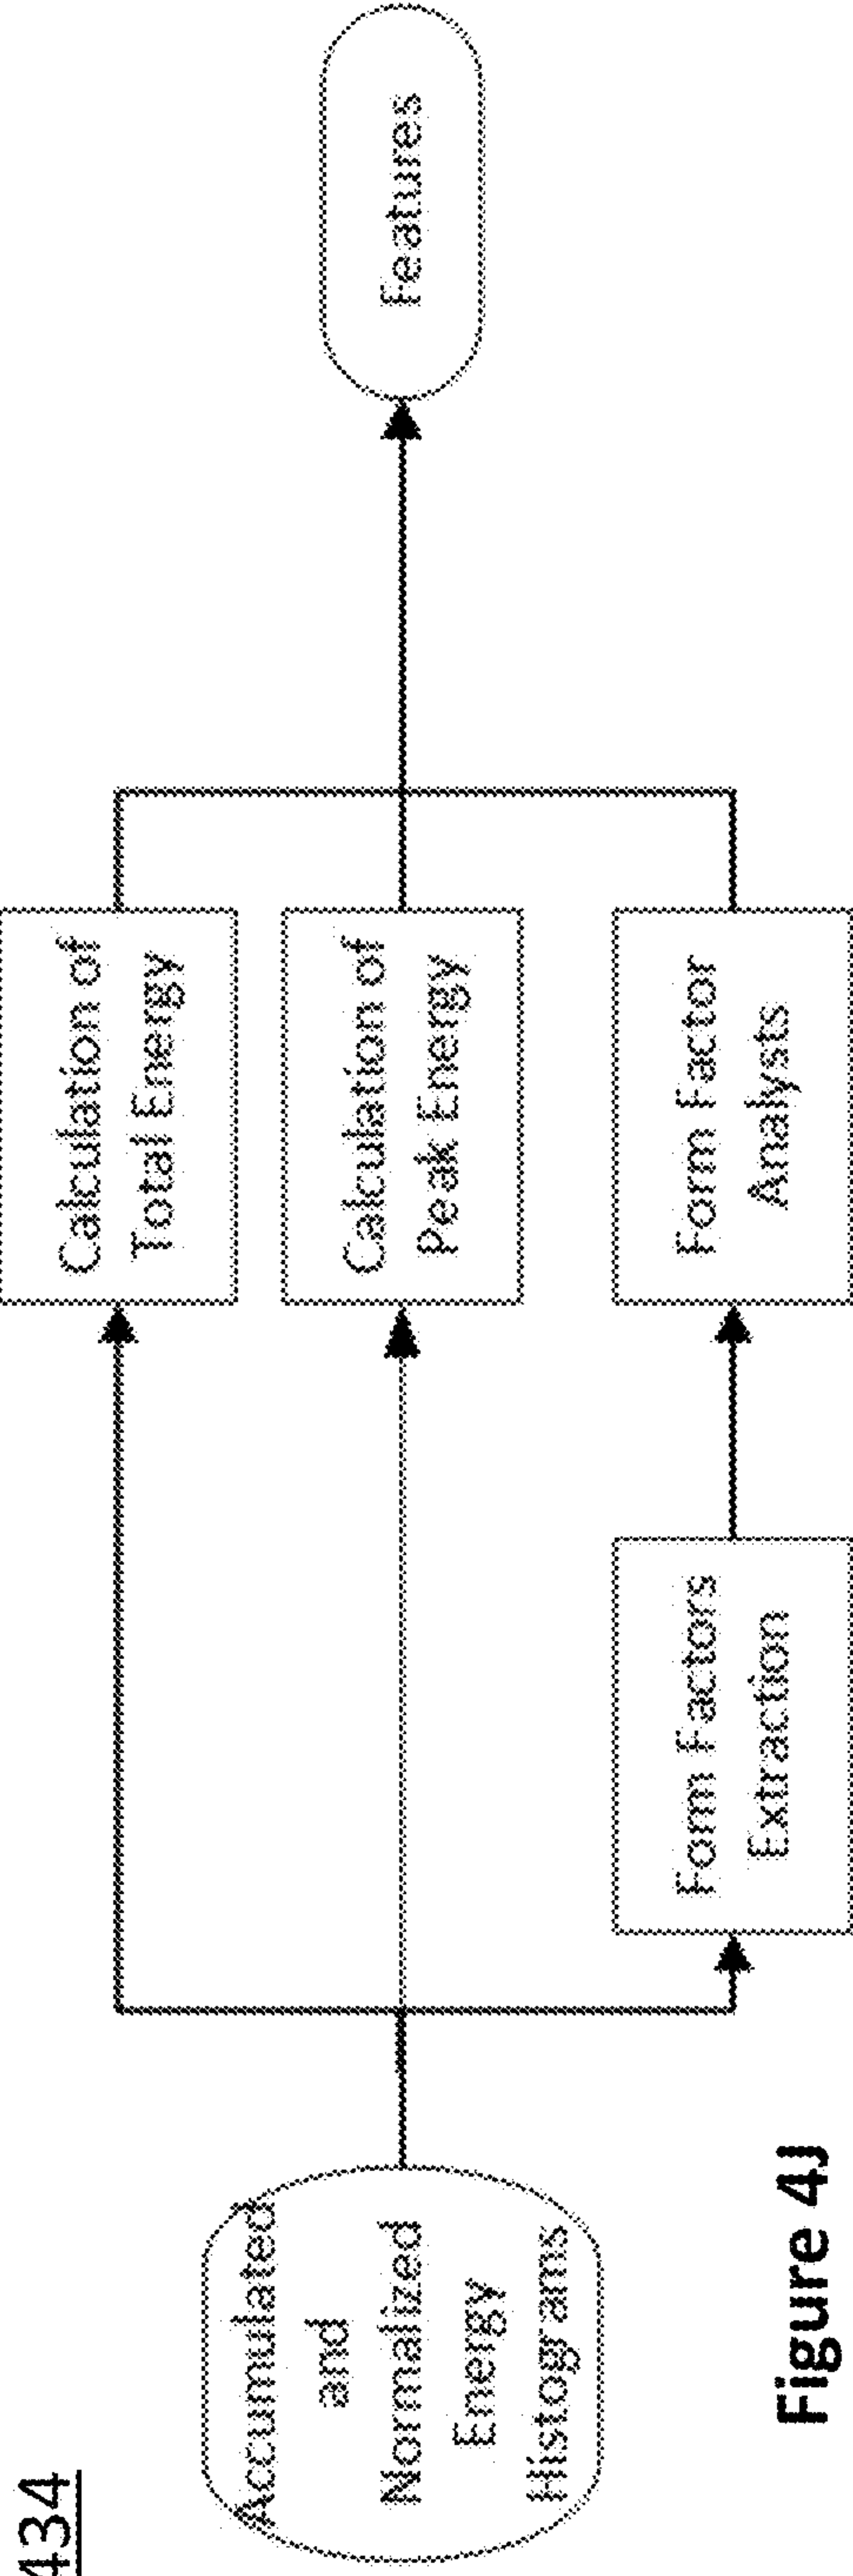 434
Accumulated
and
Normalized
Energy
Histograms
Calculation of
Total Energy
Calculation of
Peak Energy
Form Factors
Extraction
Form Factor
Analysts
Features
Figure 4J